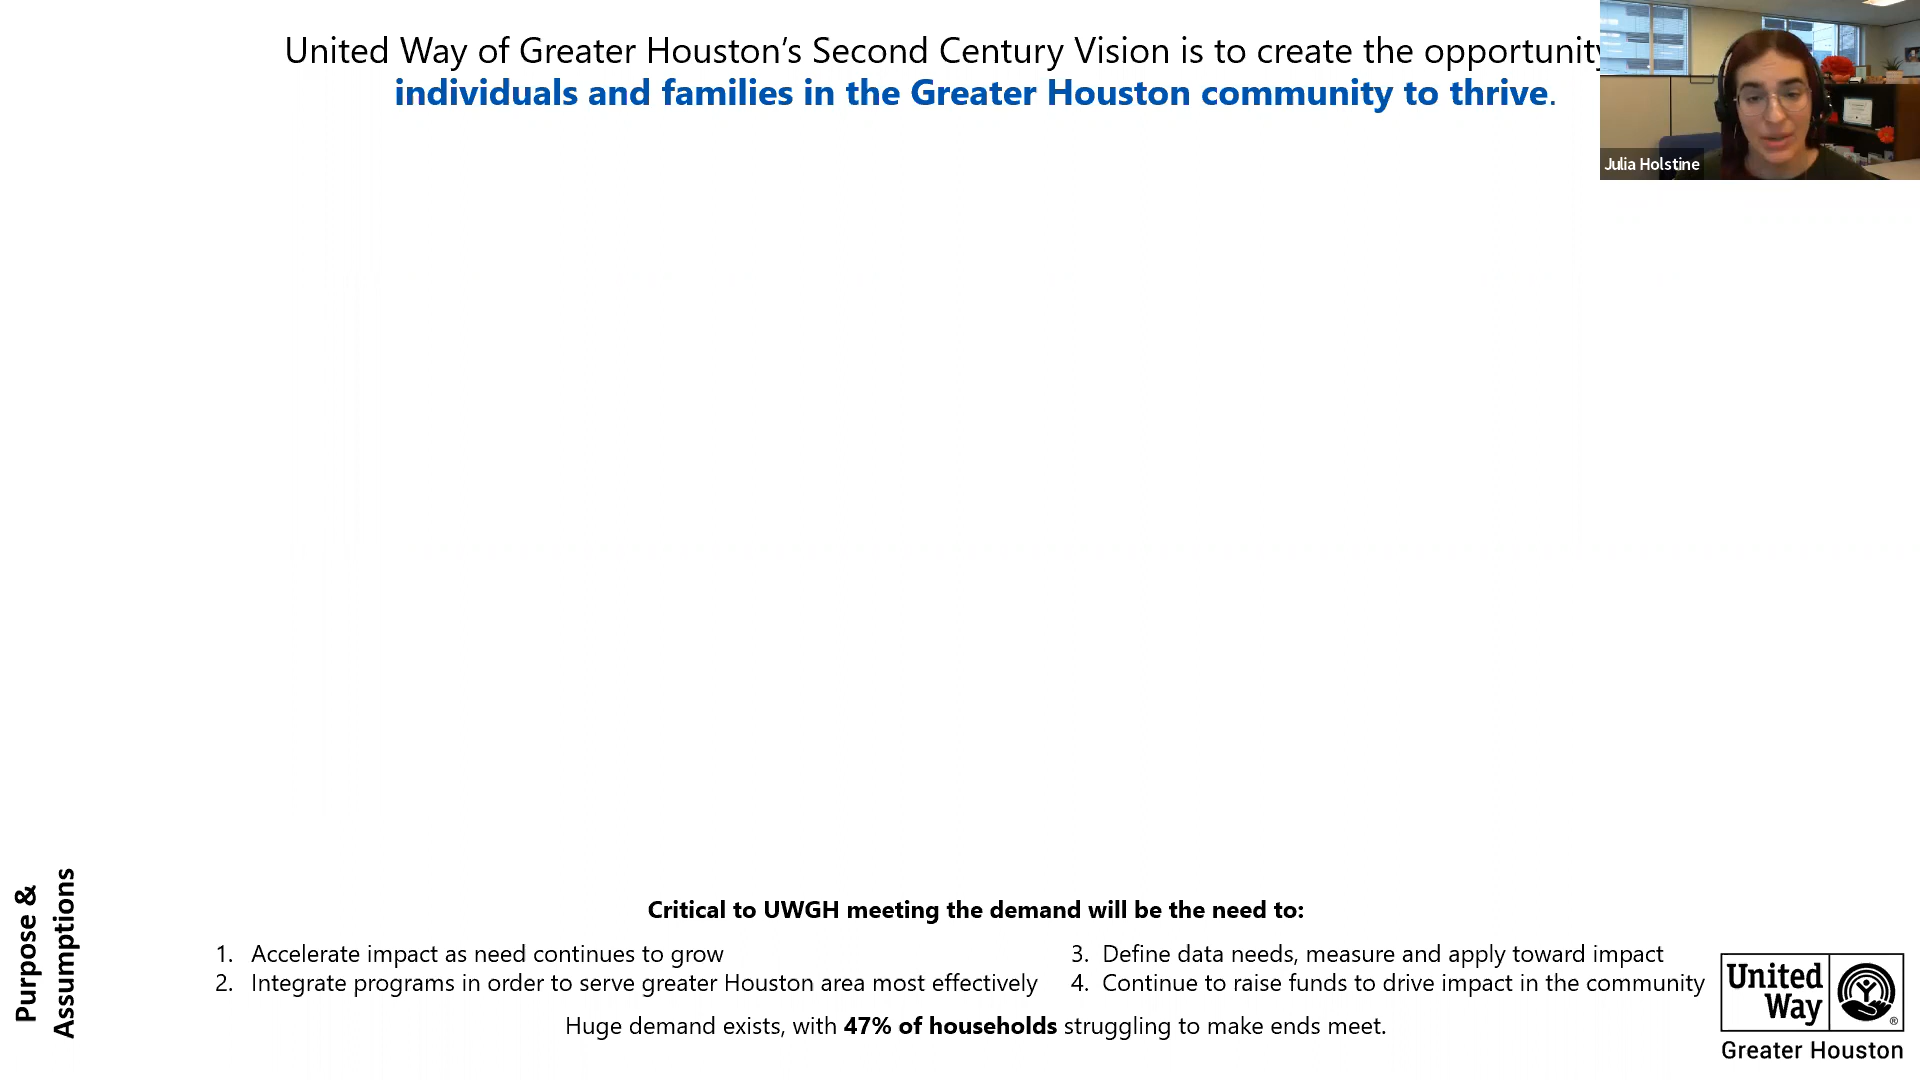 United Way of Greater Houston’s Second Century Vision is to create the opportunity
individuals and families in the Greater Houston community to thrive.
Julia Holstine
Purpose &
Assumptions
Critical to UWGH meeting the demand will be the need to:
1. Accelerate impact as need continues to grow
2. Integrate programs in order to serve greater Houston area most effectively
3. Define data needs, measure and apply toward impact
4. Continue to raise funds to drive impact in the community
Huge demand exists, with 47% of households struggling to make ends meet.
United
Way
®
Greater Houston